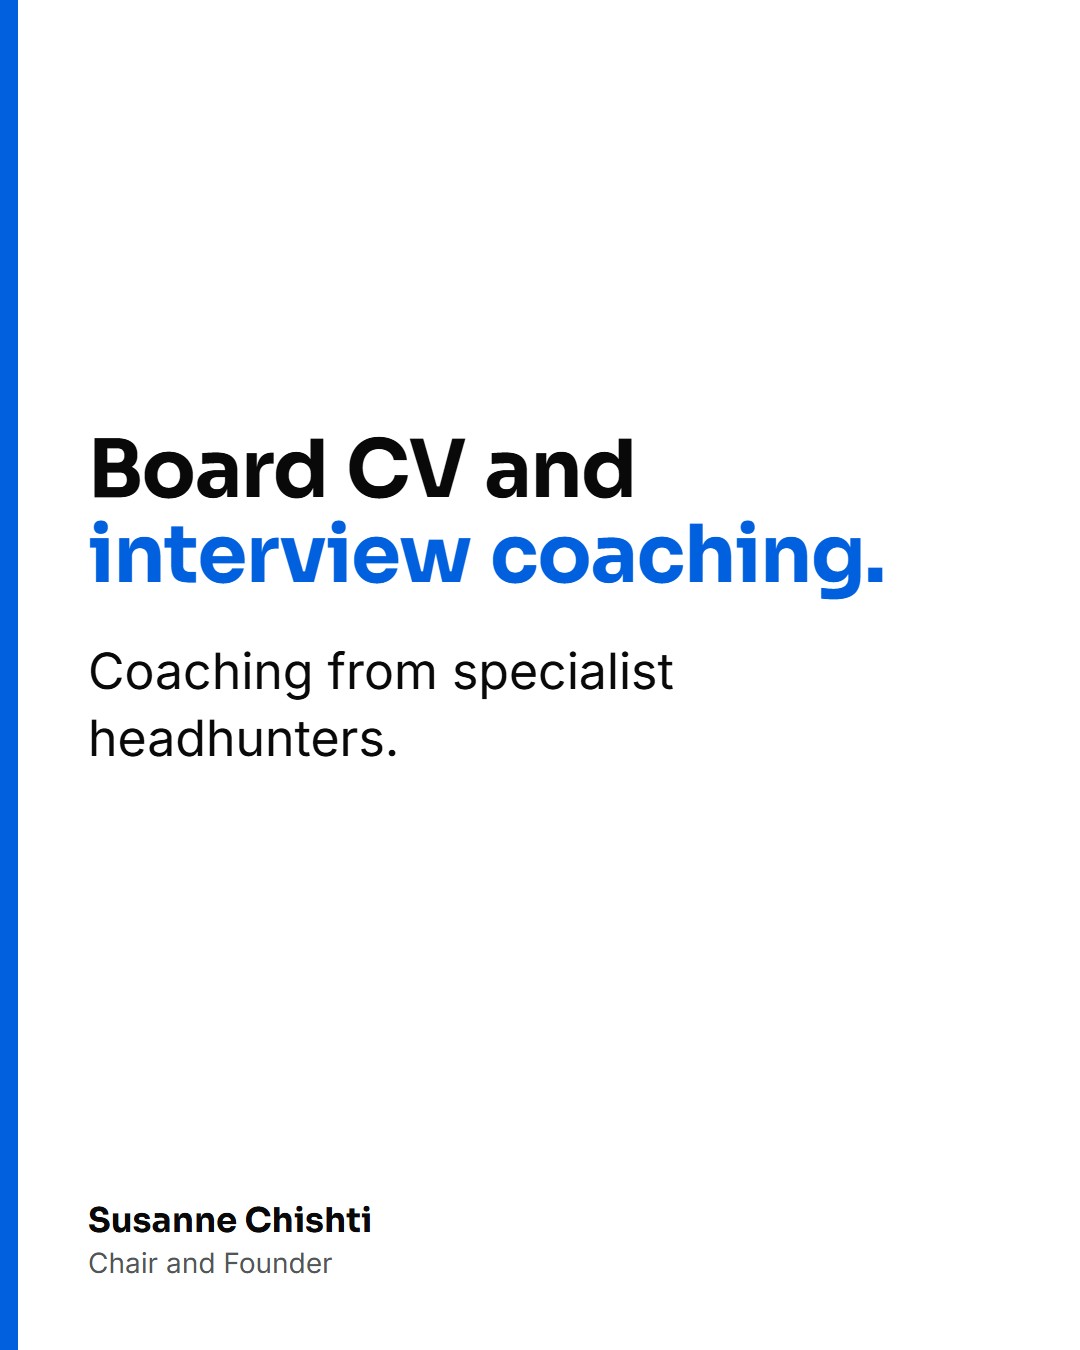 Board CV and
interview coaching.
Coaching from specialist
headhunters.
Susanne Chishti
Chair and Founder